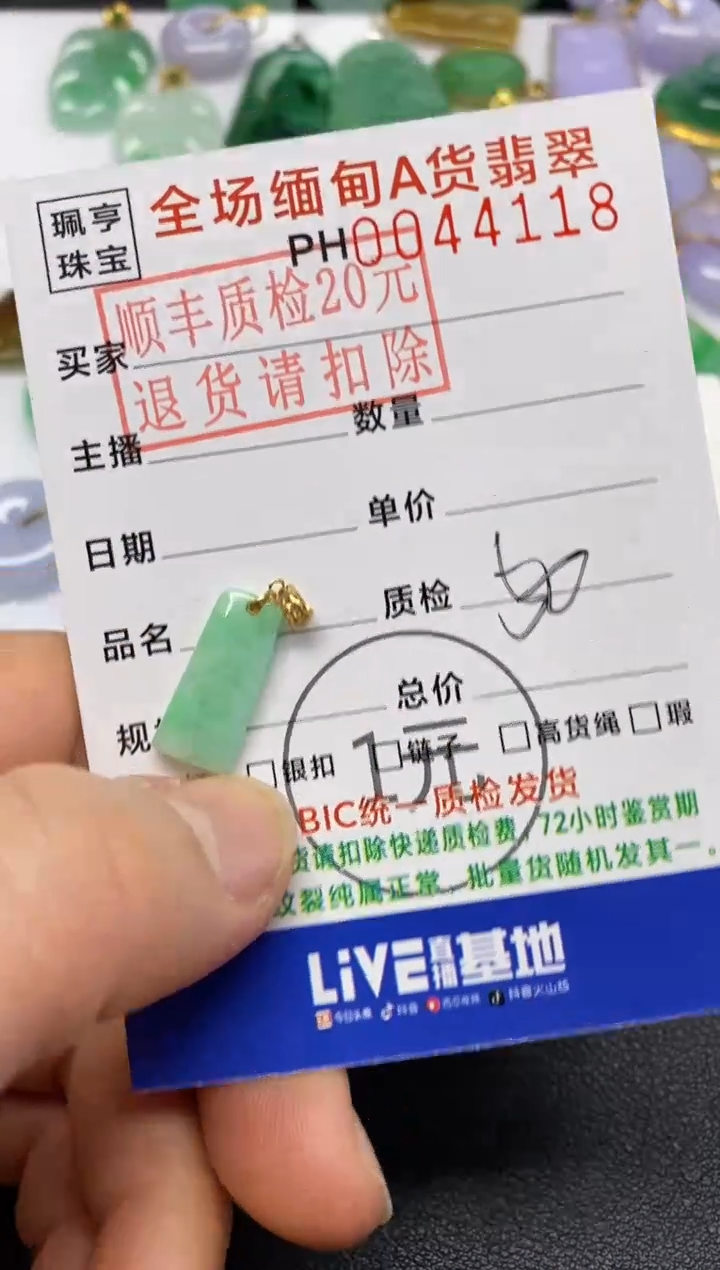 珮亨
珠宝
全场缅甸A货翡翠
PH0044118
顺丰质检20元
退货请扣除
买家
主播 数量
日期 单价
品名 质检 50
规 总价
银扣 链子 高货绳 瑕
1元
BIC统一质检发货
货请扣除快递质检费，72小时鉴赏期
纹裂纯属正常，批量货随机发其一。
LiVE直播基地
今日头条 抖音 西瓜视频 抖音火山版